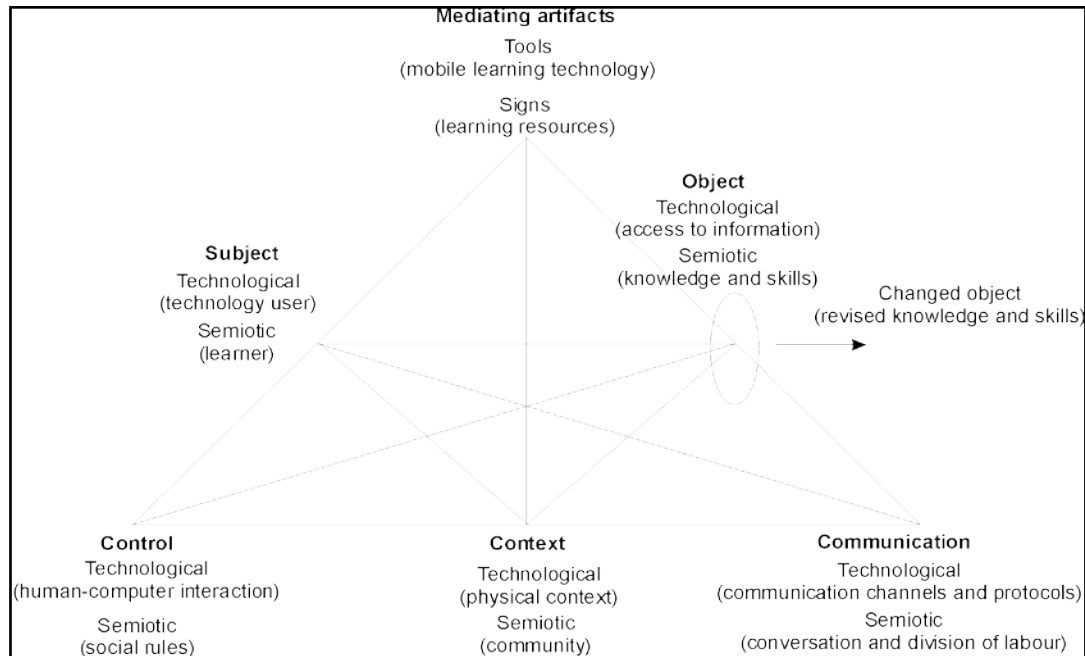 Mediating artifacts
Tools
(mobile learning technology)
Signs
(learning resources)
Object
Technological
(access to information)
Semiotic
(knowledge and skills)
Subject
Technological
(technology user)
Semiotic
(learner)
Changed object
(revised knowledge and skills)
Control
Technological
(human-computer interaction)
Semiotic
(social rules)
Context
Technological
(physical context)
Semiotic
(community)
Communication
Technological
(communication channels and protocols)
Semiotic
(conversation and division of labour)